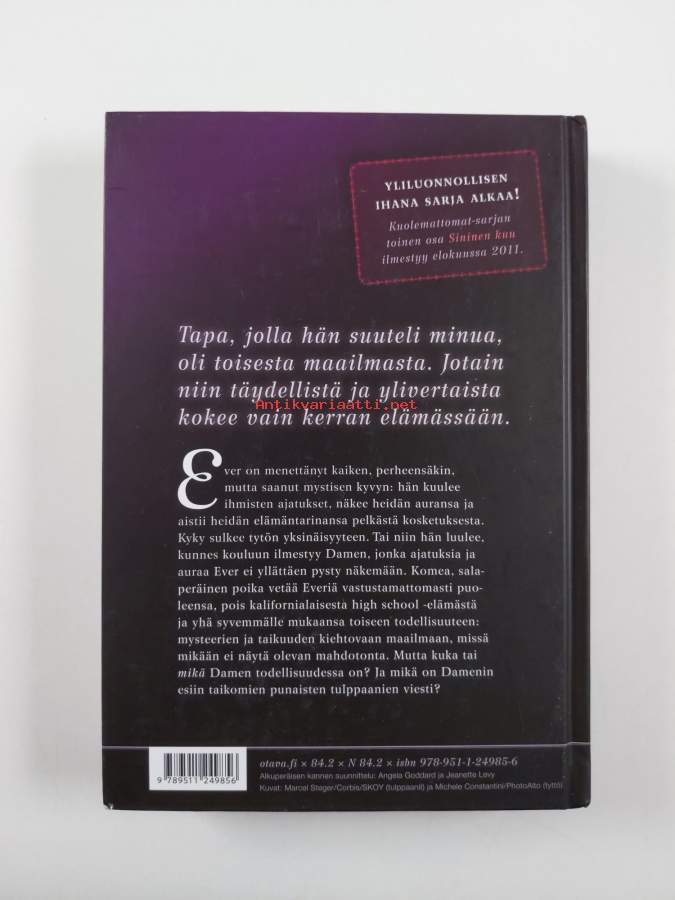 YLILUONNOLLISEN
IHANA SARJA ALKAA!
Kuolemattomat-sarjan
toinen osa Sininen kuu
ilmestyy elokuussa 2011.
Tapa, jolla hän suuteli minua,
oli toisesta maailmasta. Jotain
niin täydellistä ja ylivertaista
Antikvariaatti.net
kokee vain kerran elämässään.
Ever on menettänyt kaiken, perheensäkin,
mutta saanut mystisen kyvyn: hän kuulee
ihmisten ajatukset, näkee heidän auransa ja
aistii heidän elämäntarinansa pelkästä kosketuksesta.
Kyky sulkee tytön yksinäisyyteen. Tai niin hän luulee,
kunnes kouluun ilmestyy Damen, jonka ajatuksia ja
auraa Ever ei yllättäen pysty näkemään. Komea, sala-
peräinen poika vetää Everiä vastustamattomasti puo-
leensa, pois kalifornialaisesta high school -elämästä
ja yhä syvemmälle mukaansa toiseen todellisuuteen:
mysteerien ja taikuuden kiehtovaan maailmaan, missä
mikään ei näytä olevan mahdotonta. Mutta kuka tai
mikä Damen todellisuudessa on? Ja mikä on Damenin
esiin taikomien punaisten tulppaanien viesti?
otava.fi × 84.2 × N 84.2 × isbn 978-951-1-24985-6
Alkuperäisen kannen suunnittelu: Angela Goddard ja Jeanette Levy
Kuvat: Marcel Steger/Corbis/SKOY (tulppaanit) ja Michele Constantini/PhotoAlto (tyttö)
9 789511 249856